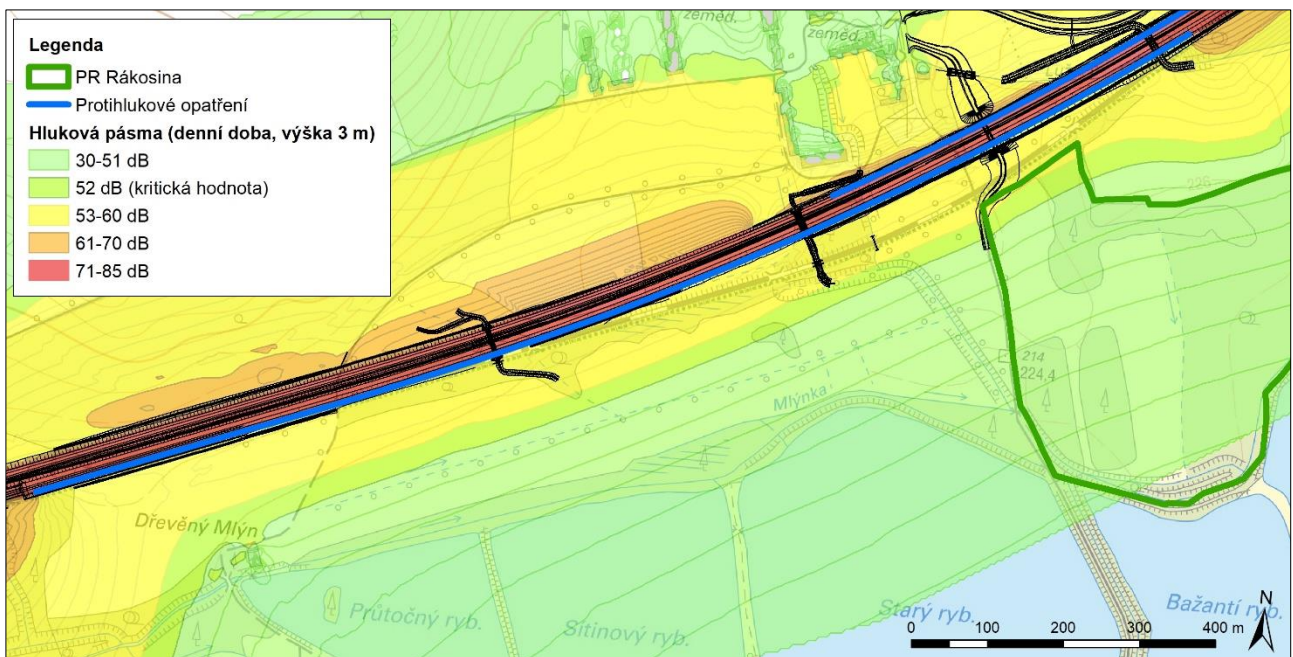 Legenda
PR Rákosina
Protihlukové opatření
Hluková pásma (denní doba, výška 3 m)
30-51 dB
52 dB (kritická hodnota)
53-60 dB
61-70 dB
71-85 dB
zeměd.
zeměd.
226
214
224,4
Mlýnka
Dřevěný Mlýn
Průtočný ryb.
Sítinový ryb.
Starý ryb.
Bažantí ryb.
N
0 100 200 300 400 m